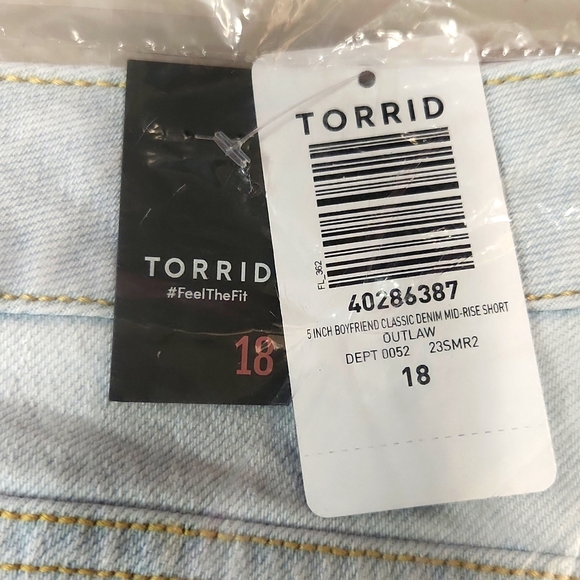 TORRID
#FeelTheFit
18
TORRID
FL_362
40286387
5 INCH BOYFRIEND CLASSIC DENIM MID-RISE SHORT
OUTLAW
DEPT 0052 23SMR2
18